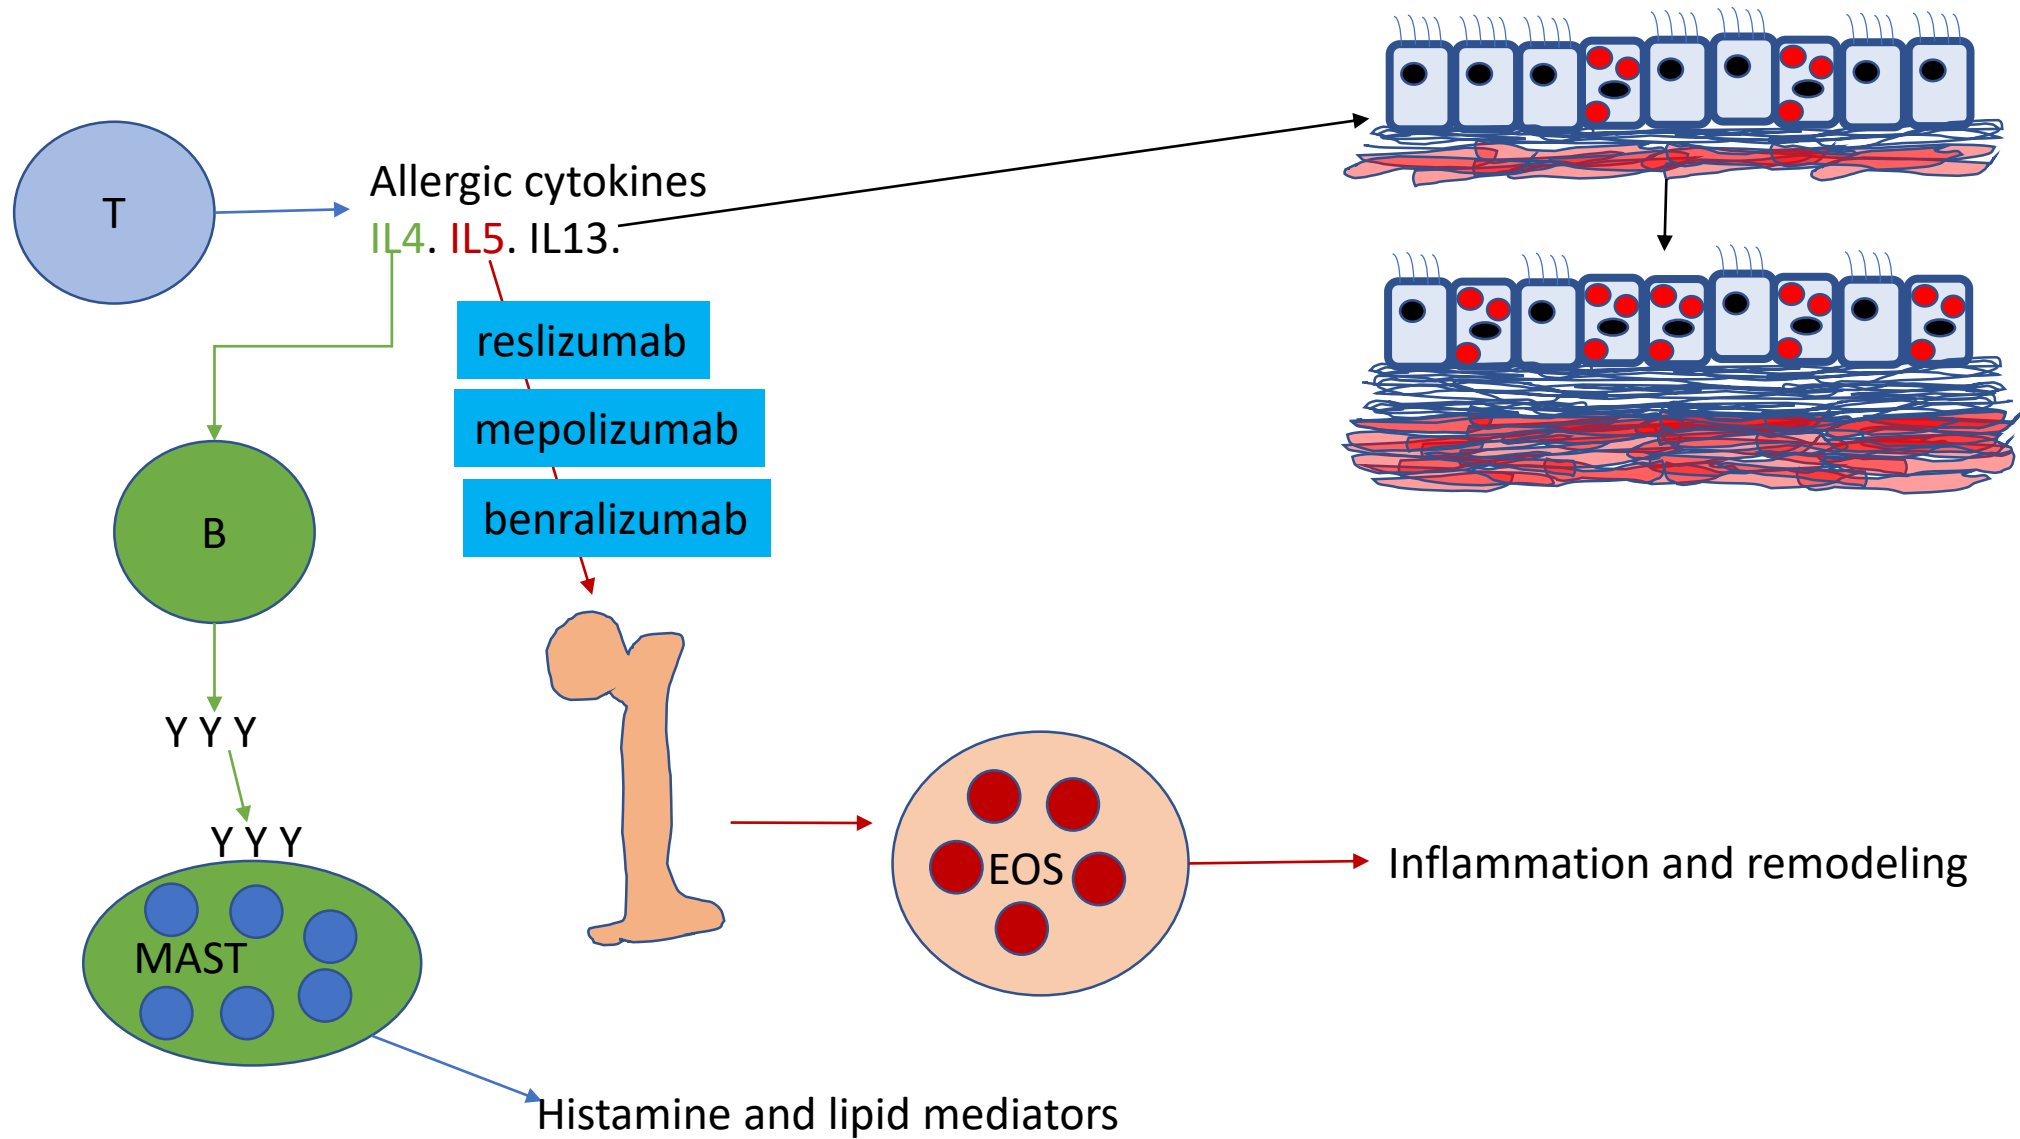 T
Allergic cytokines
IL4. IL5. IL13.
reslizumab
mepolizumab
benralizumab
B
Y Y Y
Y Y Y
MAST
EOS
Inflammation and remodeling
Histamine and lipid mediators